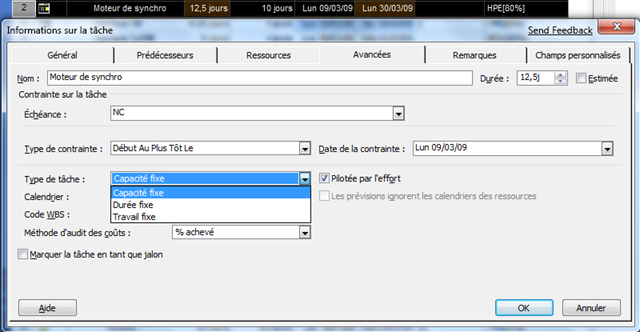 2 Moteur de synchro 12,5 jours 10 jours Lun 09/03/09 Lun 30/03/09 HPE[80%]
Informations sur la tâche Send Feedback
Général Prédécesseurs Ressources Avancées Remarques Champs personnalisés
Nom : Moteur de synchro Durée : 12,5j Estimée
Contrainte sur la tâche
Échéance : NC
Type de contrainte : Début Au Plus Tôt Le Date de la contrainte : Lun 09/03/09
Type de tâche : Capacité fixe Pilotée par l'effort
Calendrier : Capacité fixe Les prévisions ignorent les calendriers des ressources
Durée fixe
Code WBS : Travail fixe
Méthode d'audit des coûts : % achevé
Marquer la tâche en tant que jalon
Aide OK Annuler